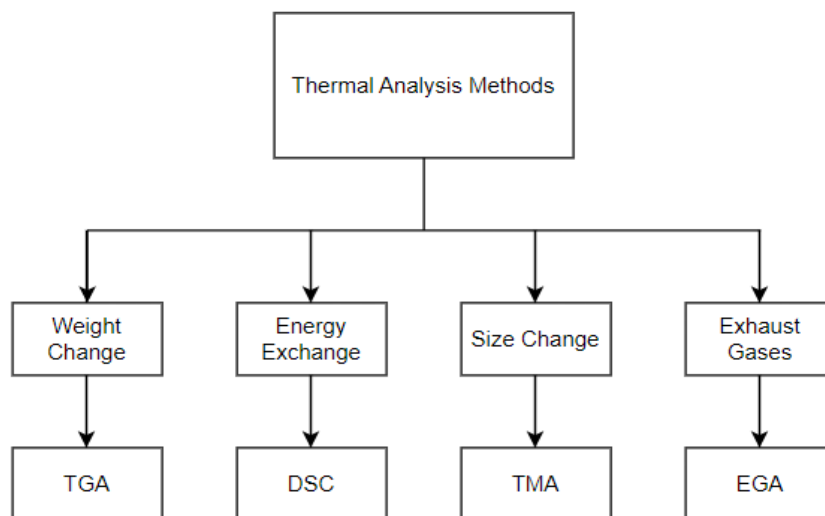 Thermal Analysis Methods
Weight
Change
Energy
Exchange
Size Change
Exhaust
Gases
TGA
DSC
TMA
EGA